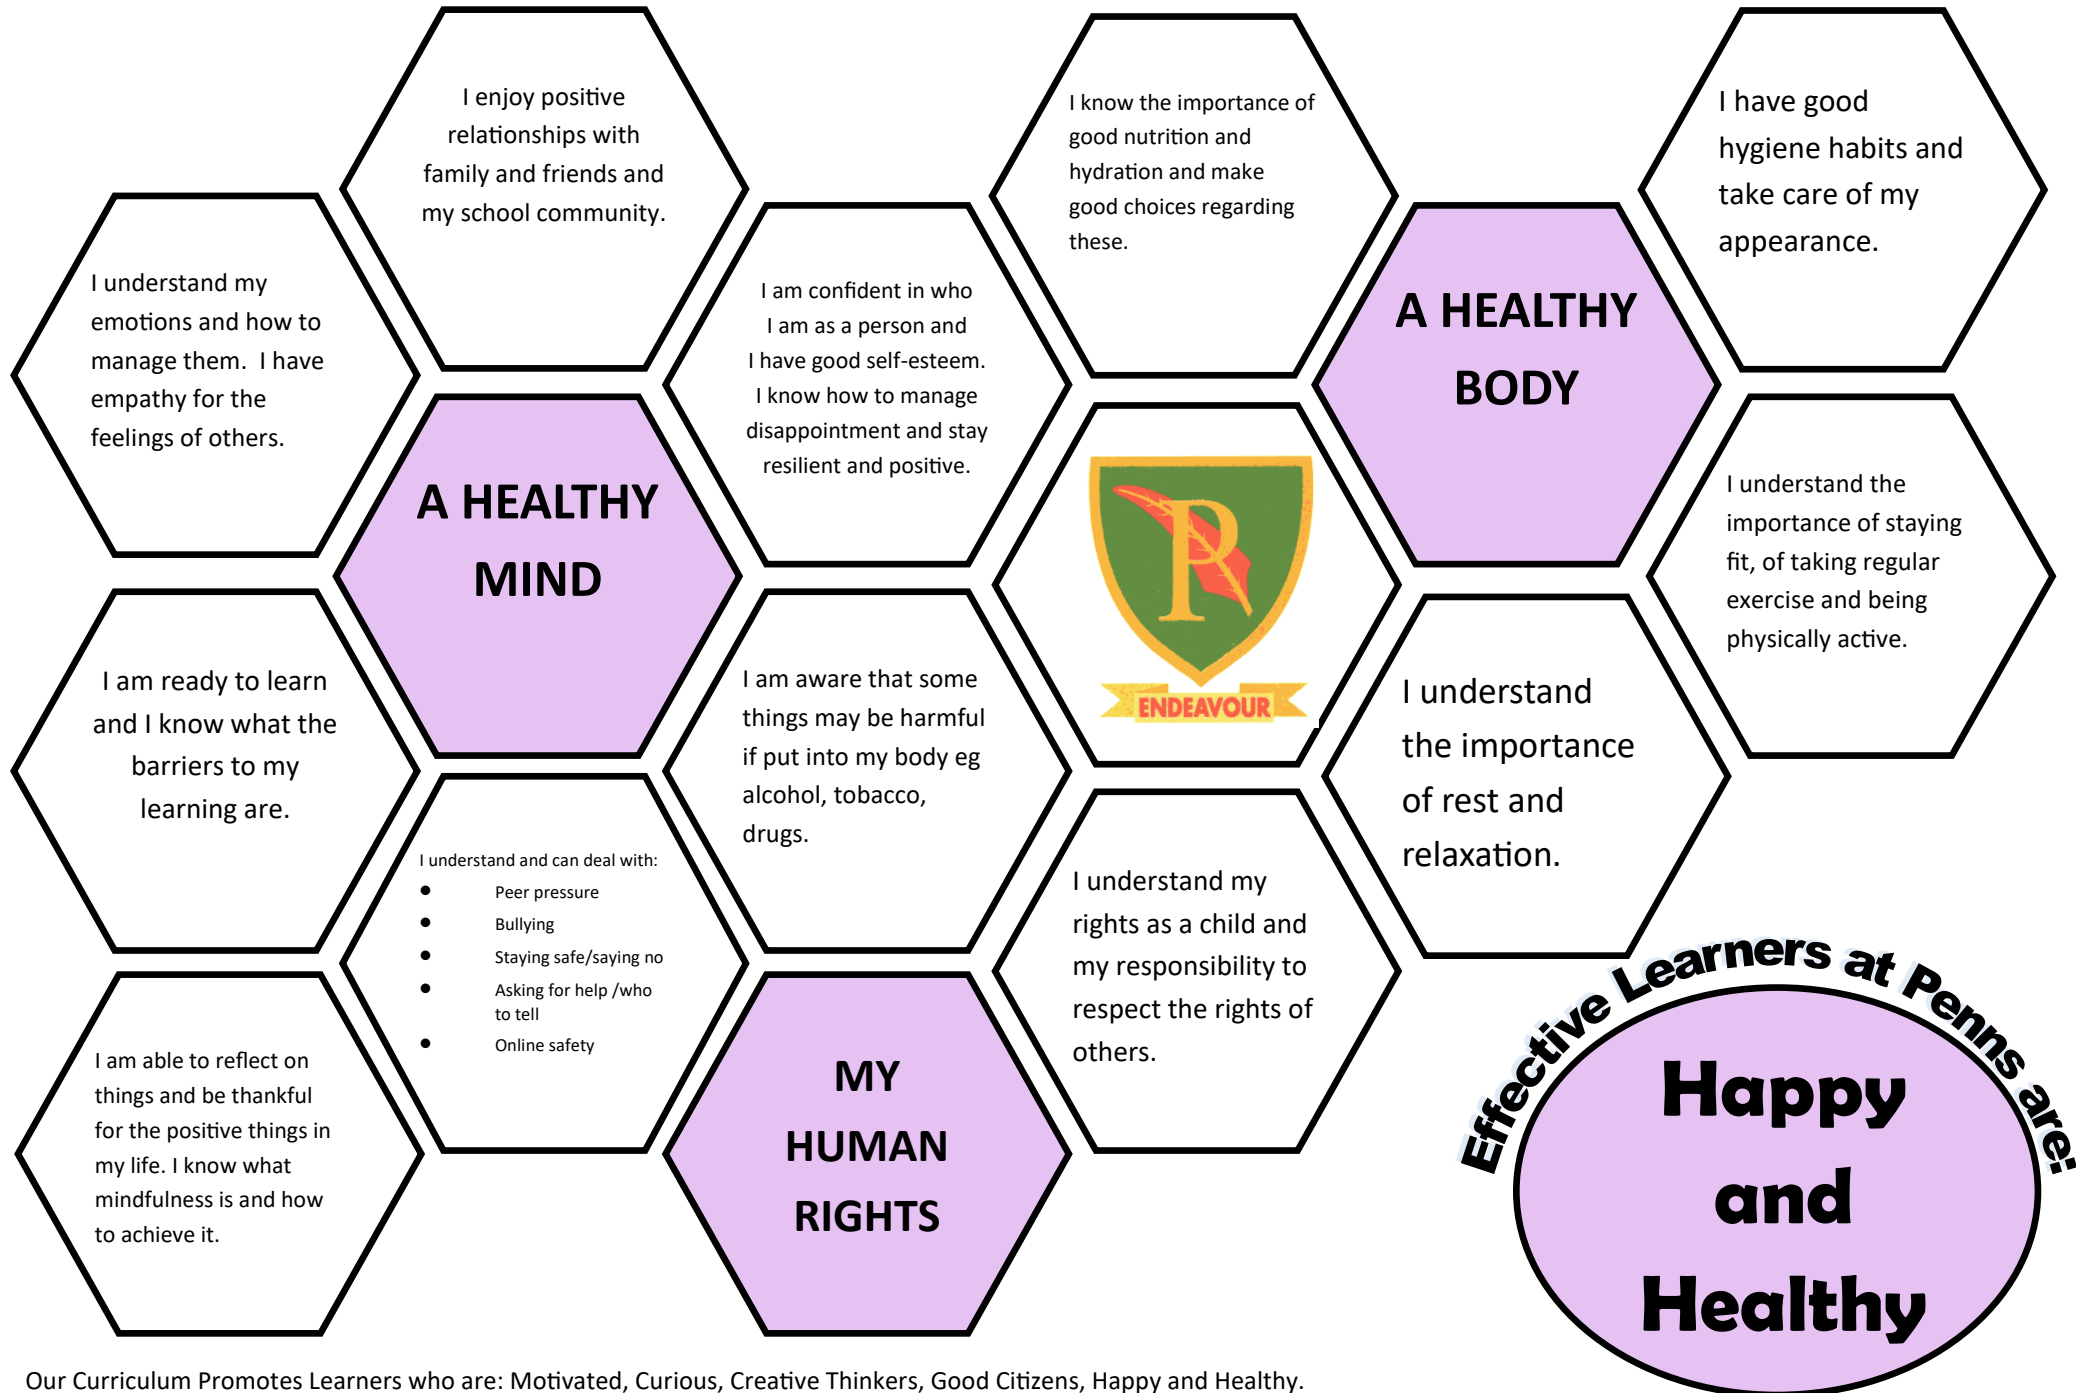 I enjoy positive
relationships with
family and friends and
my school community.
I know the importance of
good nutrition and
hydration and make
good choices regarding
these.
I have good
hygiene habits and
take care of my
appearance.
I understand my
emotions and how to
manage them.  I have
empathy for the
feelings of others.
I am confident in who
I am as a person and
I have good self-esteem.
I know how to manage
disappointment and stay
resilient and positive.
A HEALTHY
BODY
A HEALTHY
MIND
P
ENDEAVOUR
I understand the
importance of staying
fit, of taking regular
exercise and being
physically active.
I am ready to learn
and I know what the
barriers to my
learning are.
I am aware that some
things may be harmful
if put into my body eg
alcohol, tobacco,
drugs.
I understand
the importance
of rest and
relaxation.
I understand and can deal with:
● Peer pressure
● Bullying
● Staying safe/saying no
● Asking for help /who
to tell
● Online safety
I understand my
rights as a child and
my responsibility to
respect the rights of
others.
I am able to reflect on
things and be thankful
for the positive things in
my life. I know what
mindfulness is and how
to achieve it.
MY
HUMAN
RIGHTS
Effective Learners at Penns are:
Happy
and
Healthy
Our Curriculum Promotes Learners who are: Motivated, Curious, Creative Thinkers, Good Citizens, Happy and Healthy.